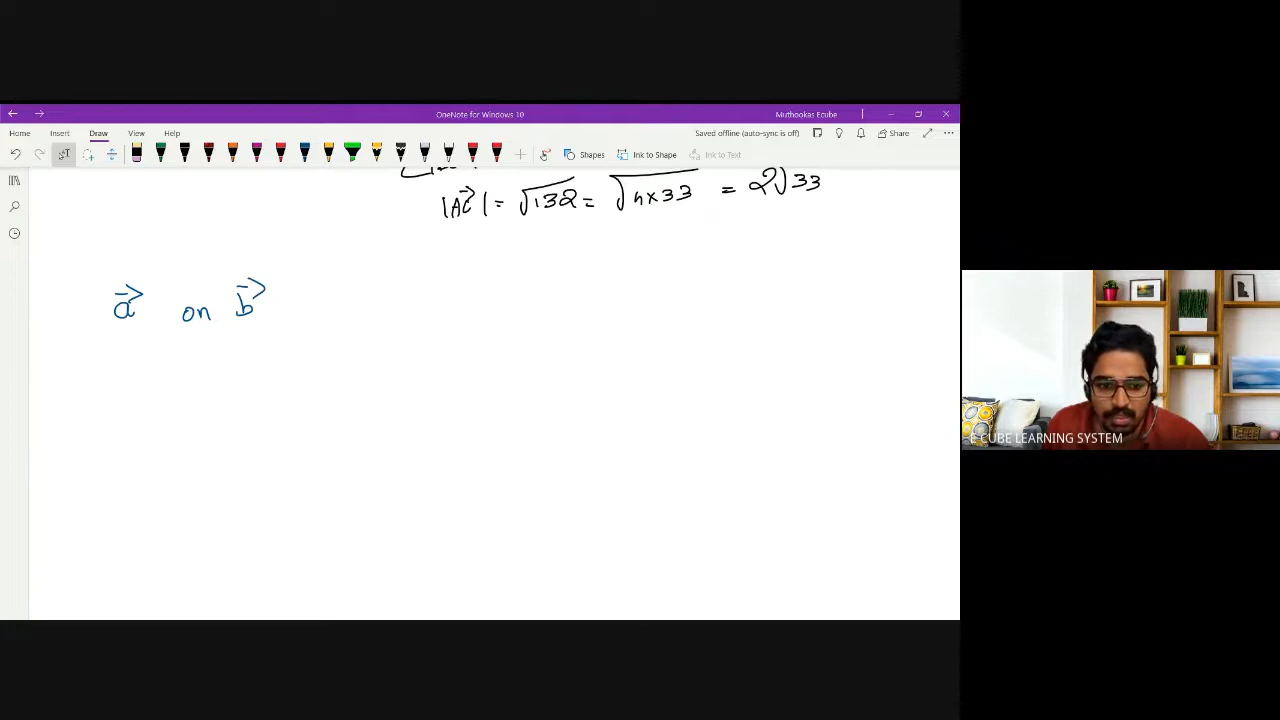 OneNote for Windows 10
Muthookas Ecube
Home Insert Draw View Help
Saved offline (auto-sync is off)
Share
Shapes
Ink to Shape
Ink to Text
|AC⃗| = √132 = √4×33 = 2√33
a⃗ on b⃗
E CUBE LEARNING SYSTEM